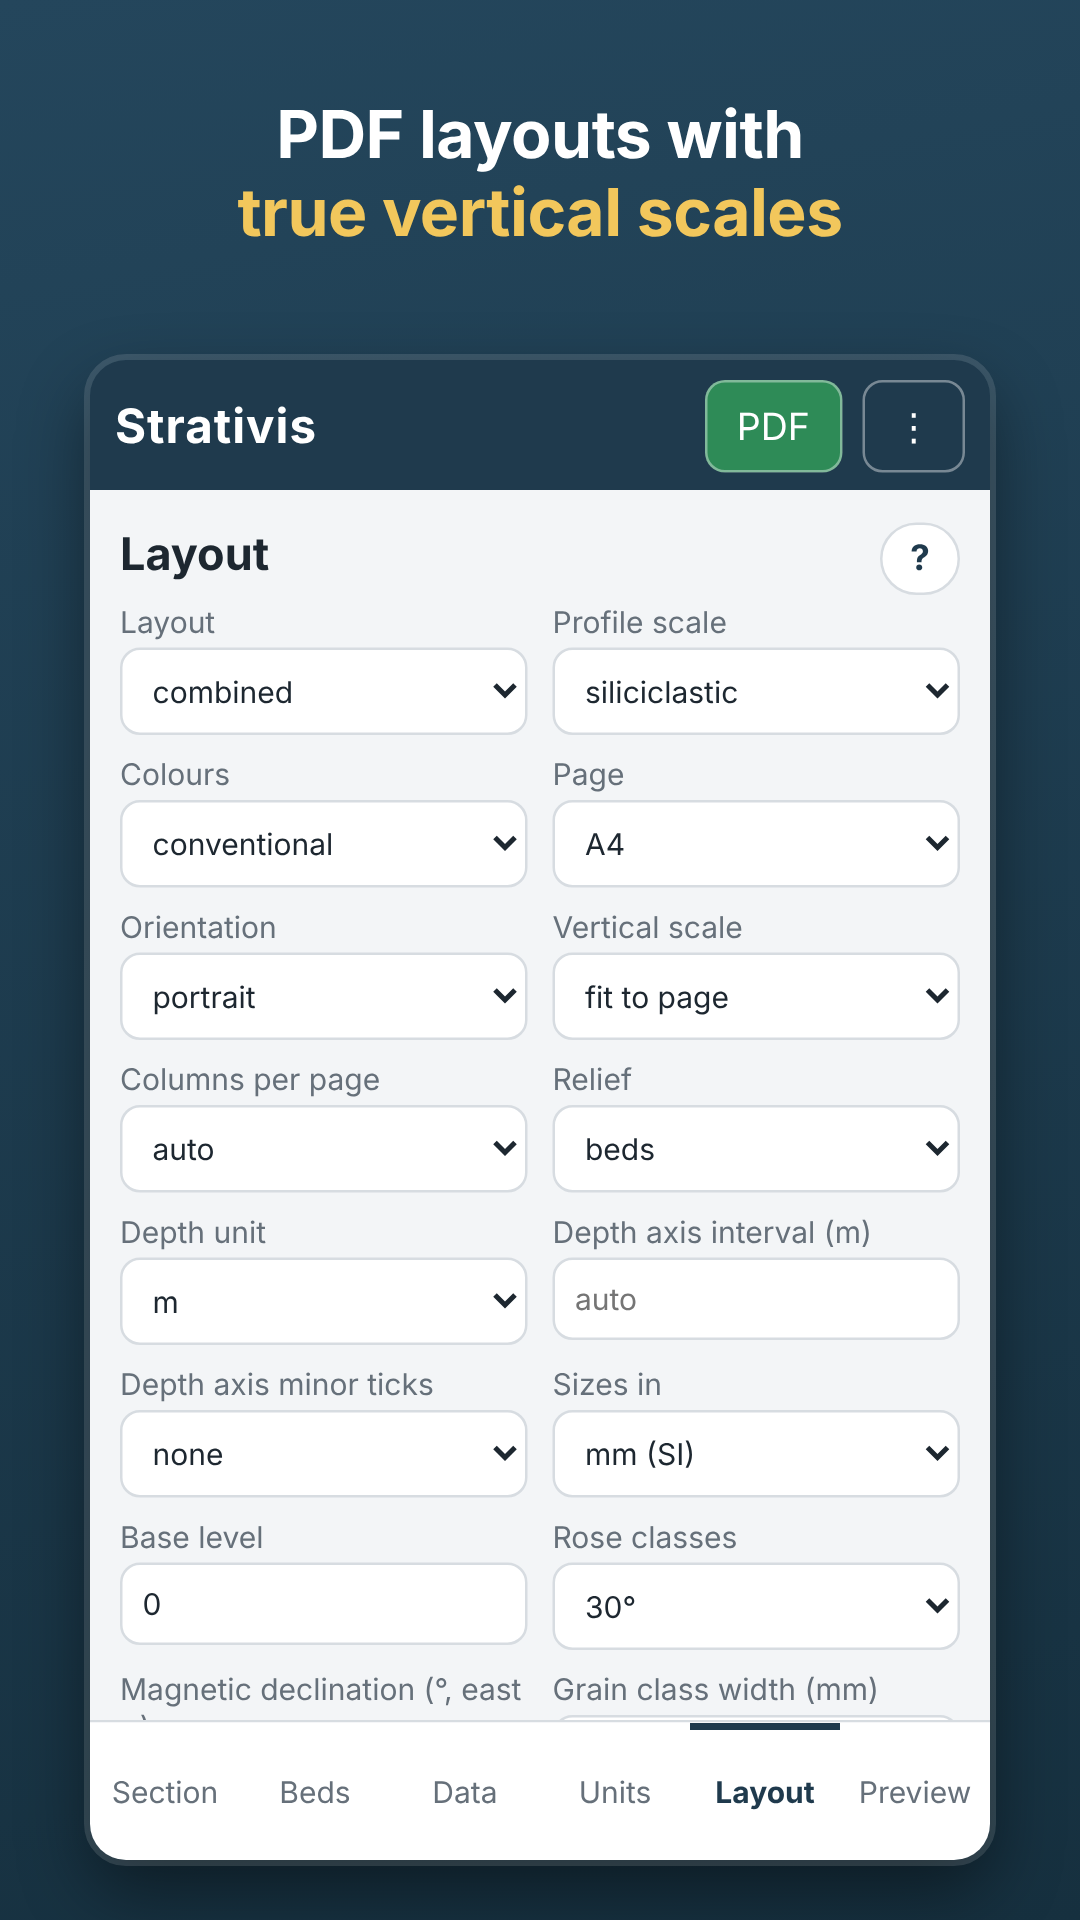 PDF layouts with
true vertical scales
Strativis
PDF
⋮
Layout
?
Layout
Profile scale
combined
siliciclastic
Colours
Page
conventional
A4
Orientation
Vertical scale
portrait
fit to page
Columns per page
Relief
auto
beds
Depth unit
Depth axis interval (m)
m
auto
Depth axis minor ticks
Sizes in
none
mm (SI)
Base level
Rose classes
0
30°
Magnetic declination (°, east
Grain class width (mm)
Section
Beds
Data
Units
Layout
Preview